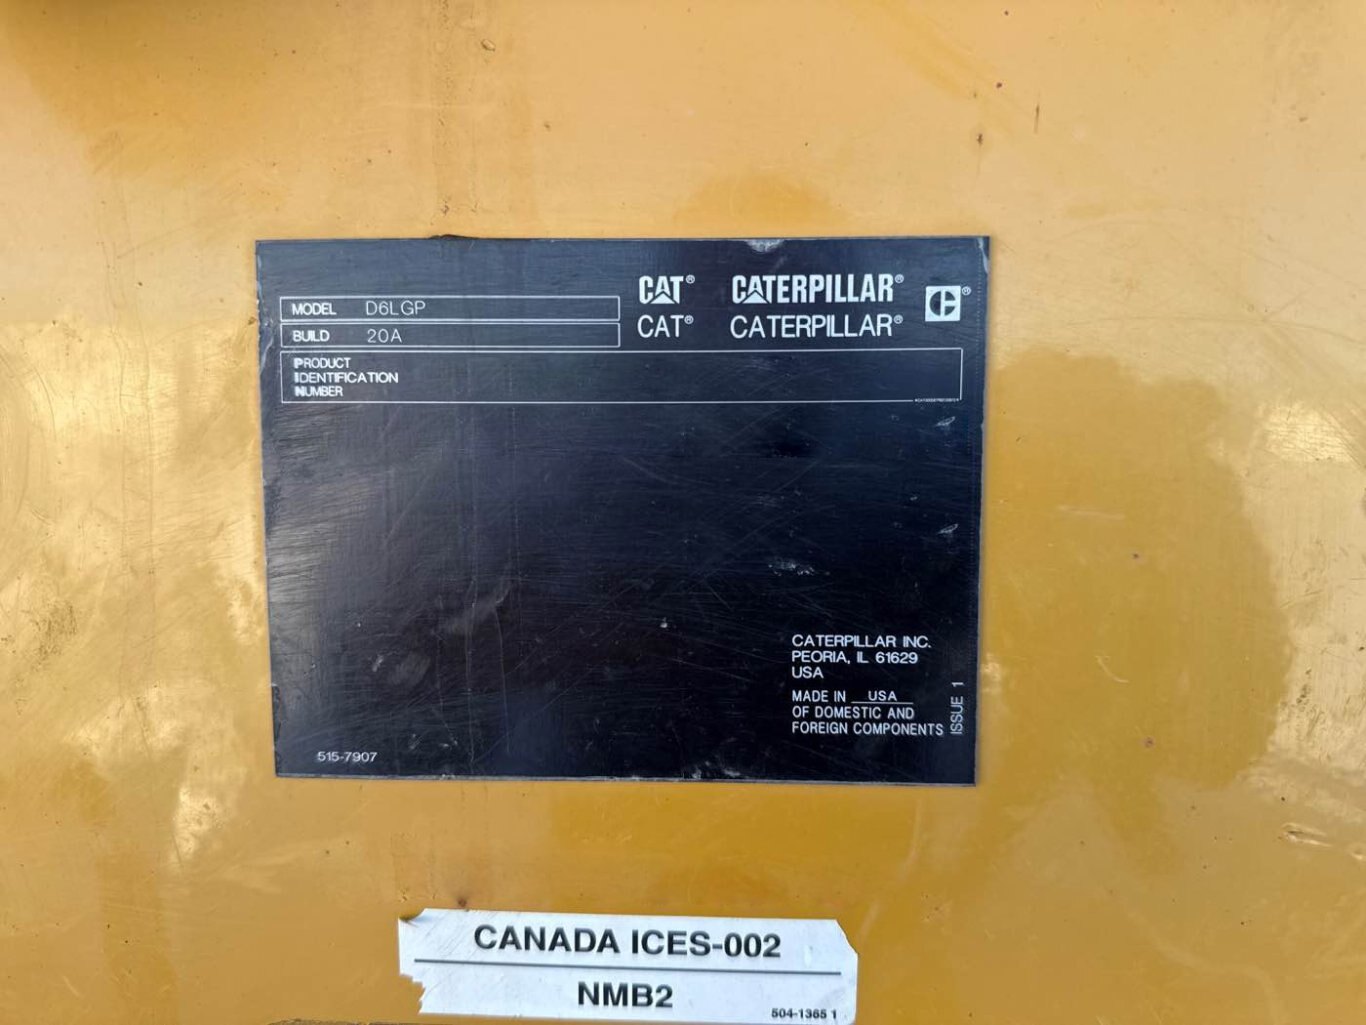 CAT® CATERPILLAR®
MODEL D6LGP
CAT® CATERPILLAR®
BUILD 20A
PRODUCT
IDENTIFICATION
NUMBER
CATERPILLAR INC.
PEORIA, IL 61629
USA
MADE IN USA
OF DOMESTIC AND
FOREIGN COMPONENTS
ISSUE 1
515-7907
CANADA ICES-002
NMB2
504-1365 1